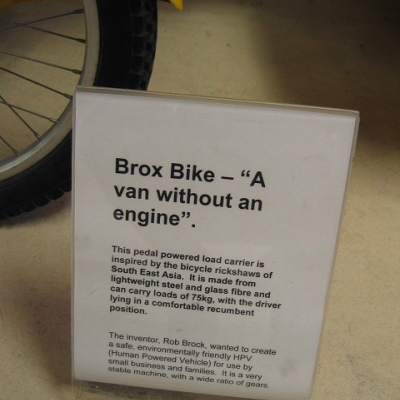 Brox Bike – “A
van without an
engine”.
This pedal powered load carrier is
inspired by the bicycle rickshaws of
South East Asia. It is made from
lightweight steel and glass fibre and
can carry loads of 75kg, with the driver
lying in a comfortable recumbent
position.
The inventor, Rob Brock, wanted to create
a safe, environmentally friendly HPV
(Human Powered Vehicle) for use by
small business and families. It is a very
stable machine, with a wide ratio of gears.